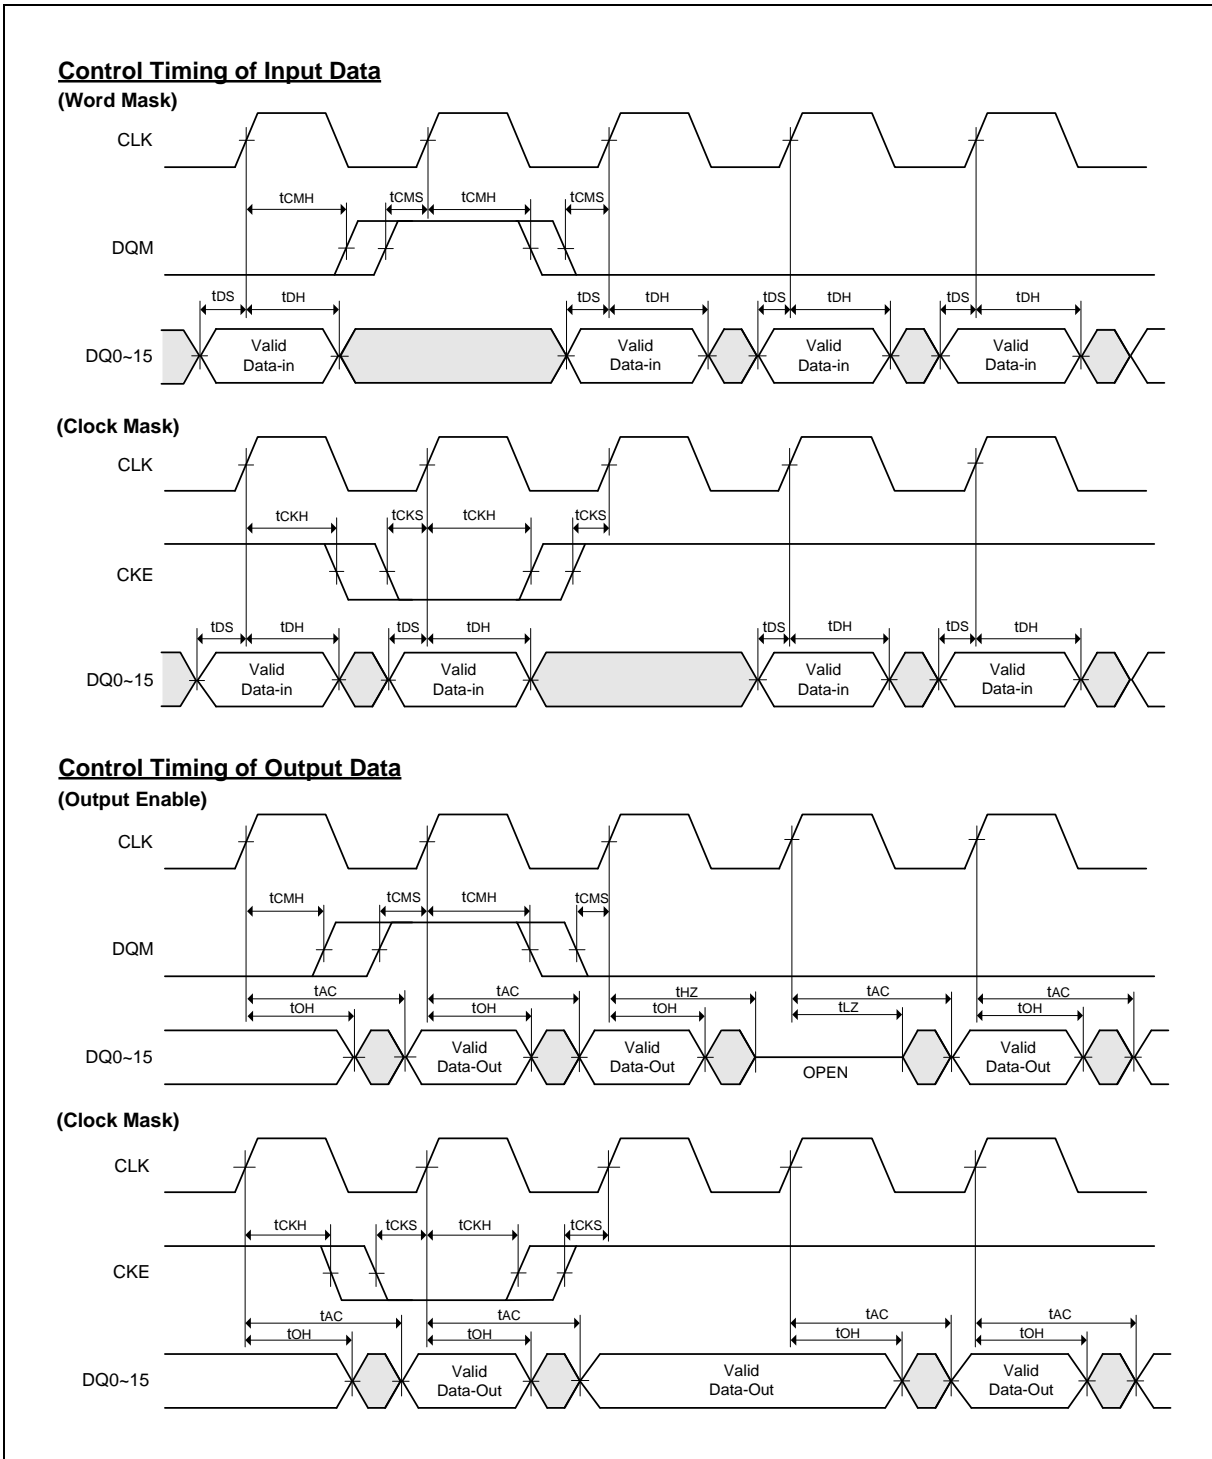 Control Timing of Input Data
(Word Mask)
CLK
tCMH tCMS tCMH tCMS
DQM
tDS tDH tDS tDH tDS tDH tDS tDH
DQ0~15
Valid Data-in
Valid Data-in
Valid Data-in
Valid Data-in
(Clock Mask)
CLK
tCKH tCKS tCKH tCKS
CKE
tDS tDH tDS tDH tDS tDH tDS tDH
DQ0~15
Valid Data-in
Valid Data-in
Valid Data-in
Valid Data-in
Control Timing of Output Data
(Output Enable)
CLK
tCMH tCMS tCMH tCMS
DQM
tAC tAC tHZ tAC tAC
tOH tOH tOH tLZ tOH
DQ0~15
Valid Data-Out
Valid Data-Out
OPEN
Valid Data-Out
(Clock Mask)
CLK
tCKH tCKS tCKH tCKS
CKE
tAC tAC tAC tAC
tOH tOH tOH tOH
DQ0~15
Valid Data-Out
Valid Data-Out
Valid Data-Out